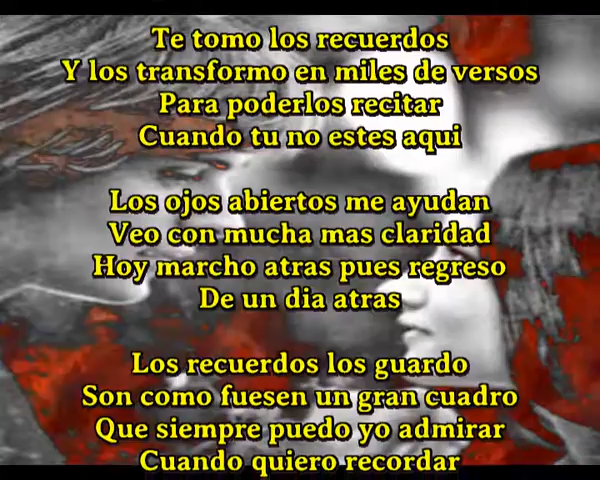 Te tomo los recuerdos
Y los transformo en miles de versos
Para poderlos recitar
Cuando tu no estes aqui
Los ojos abiertos me ayudan
Veo con mucha mas claridad
Hoy marcho atras pues regreso
De un dia atras
Los recuerdos los guardo
Son como fuesen un gran cuadro
Que siempre puedo yo admirar
Cuando quiero recordar